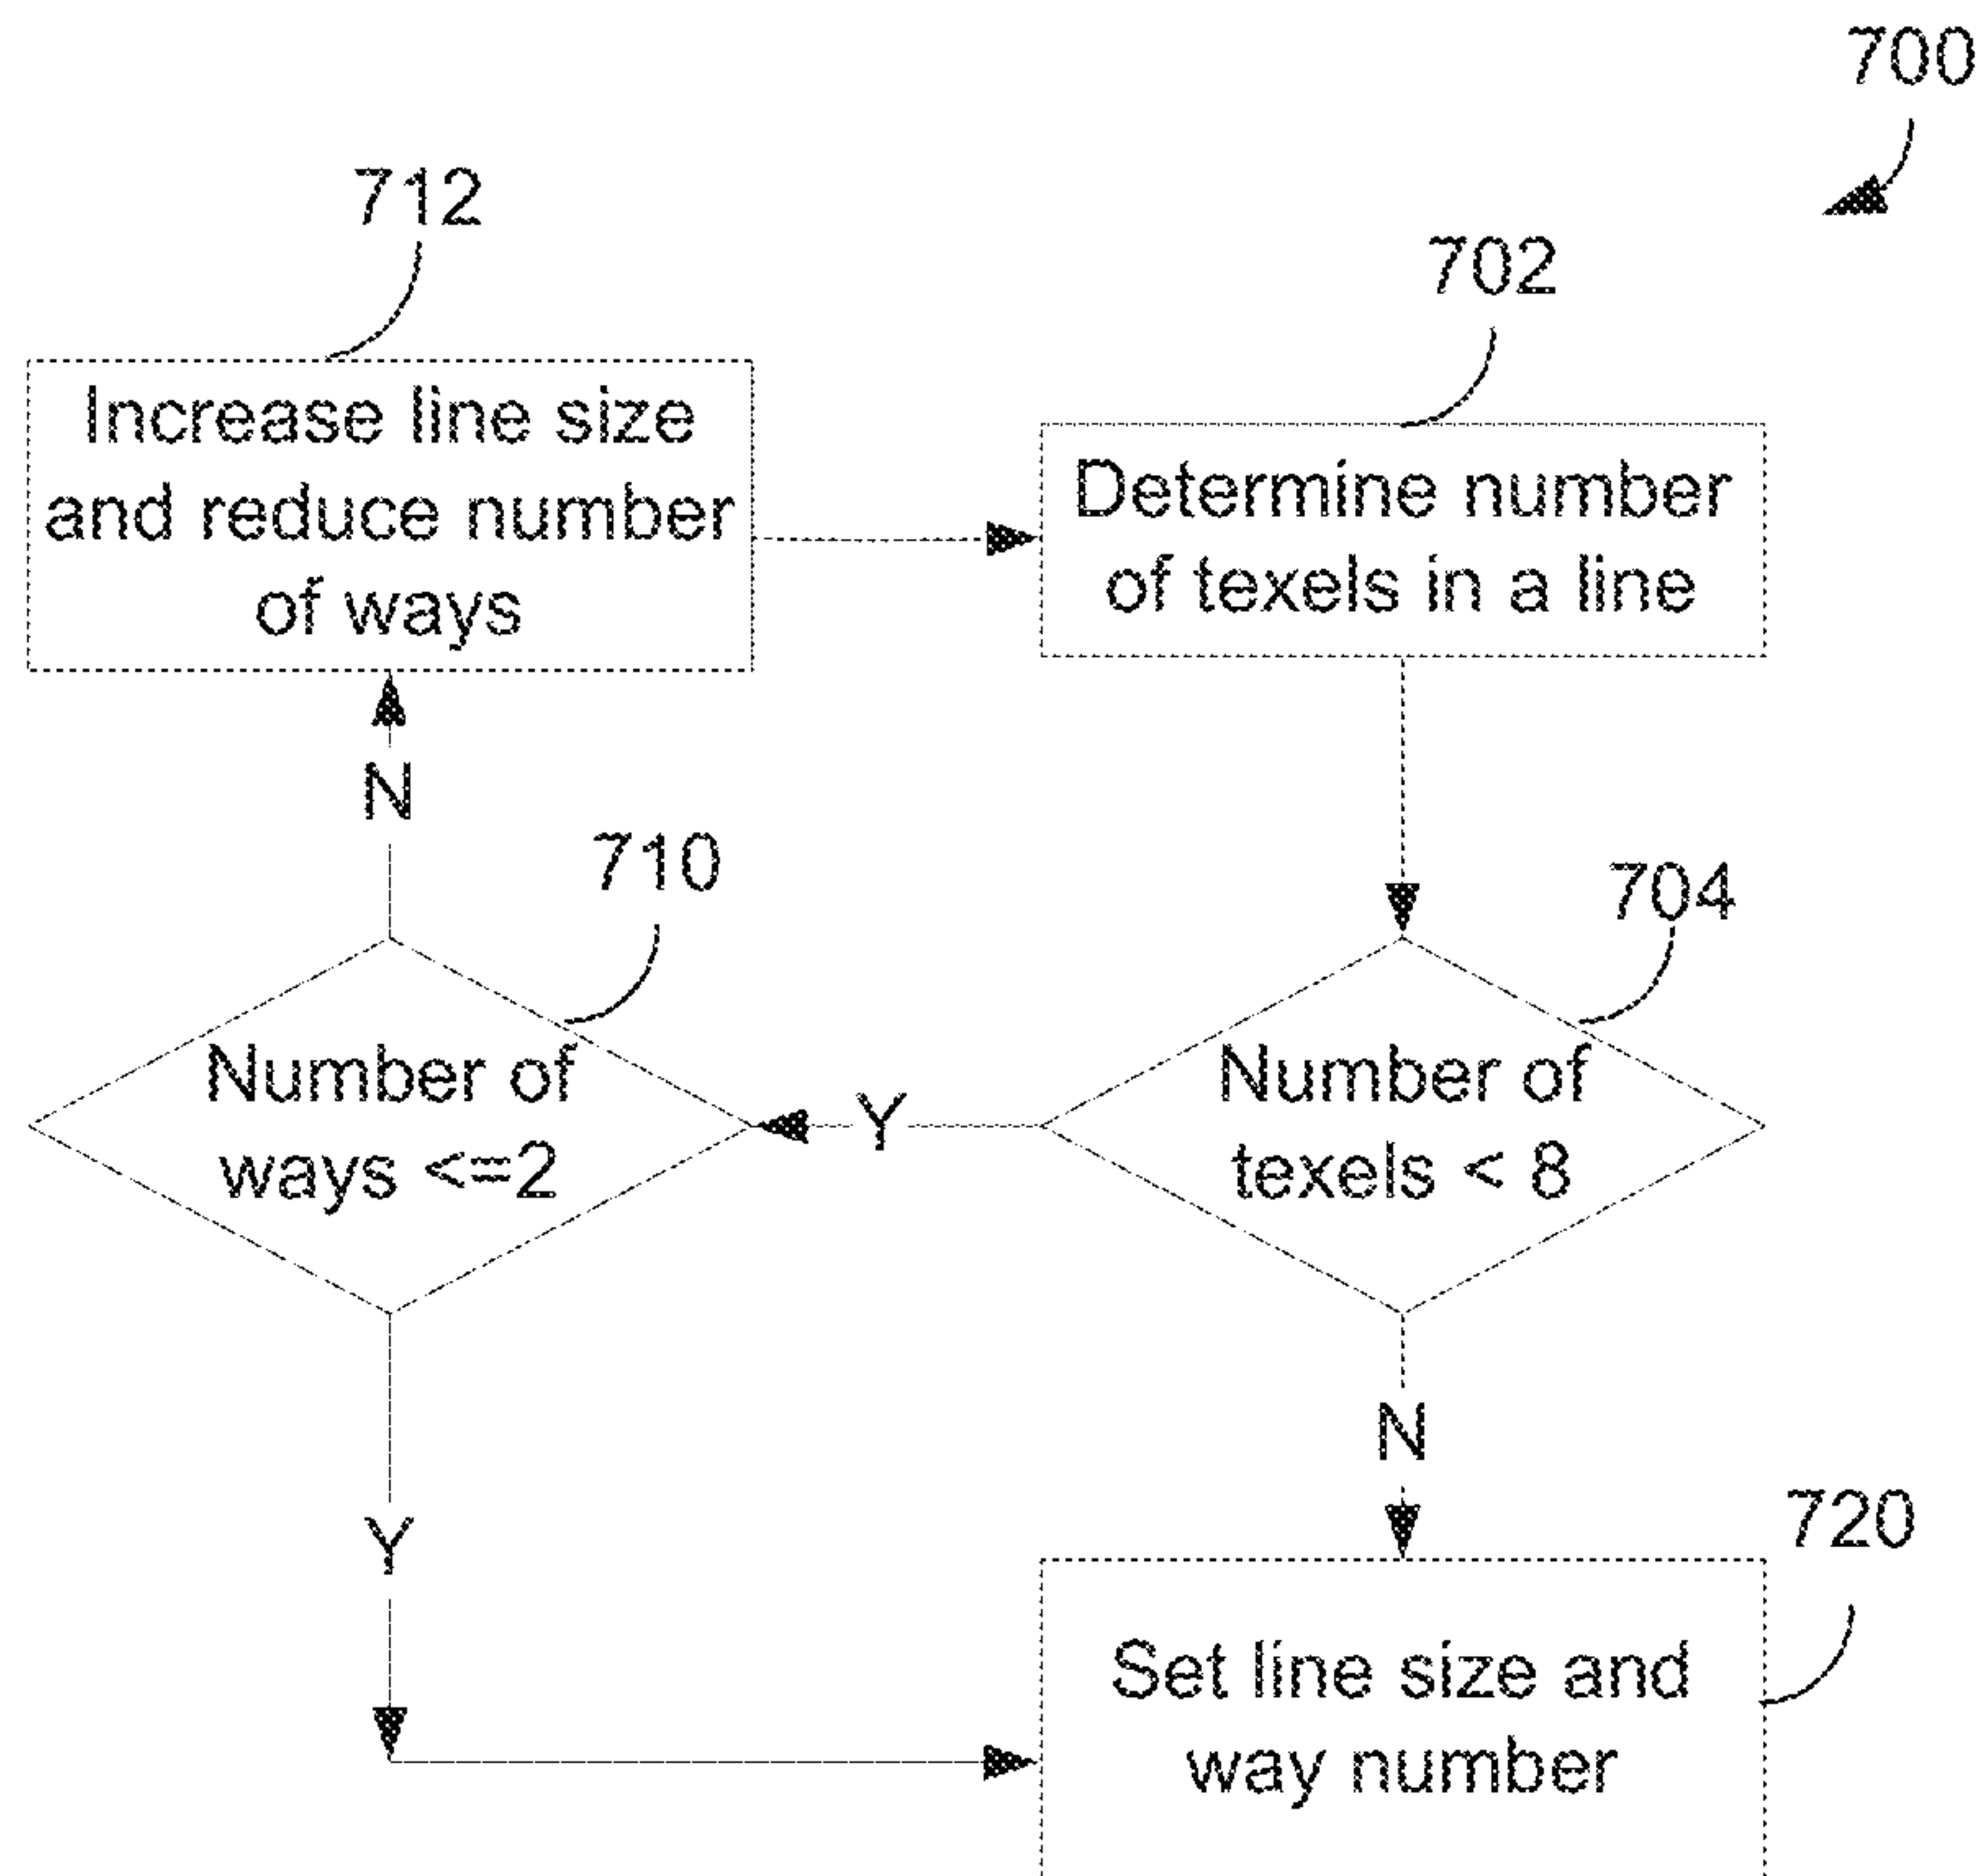 700
712
702
Increase line size
and reduce number
of ways
Determine number
of texels in a line
N
710
704
Number of
ways <=2
Y
Number of
texels < 8
N
Y
720
Set line size and
way number